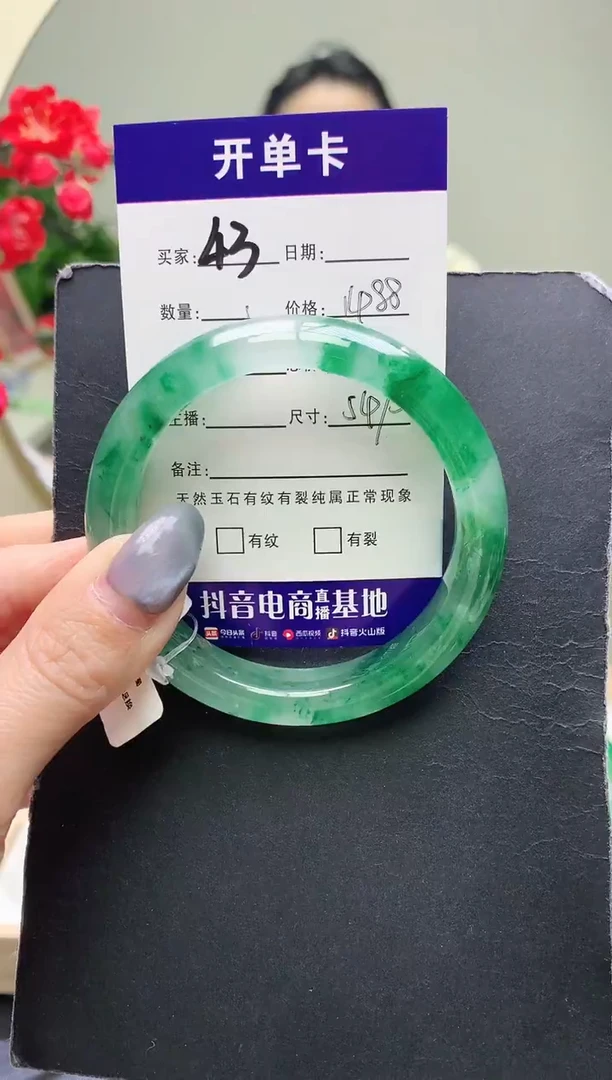 开单卡
买家: 43 日期:
数量: 1 价格: 1488
主播: 尺寸:
备注:
天然玉石有纹有裂纯属正常现象
有纹 有裂
抖音电商直播基地
头条 今日头条 抖音 西瓜视频 抖音火山版